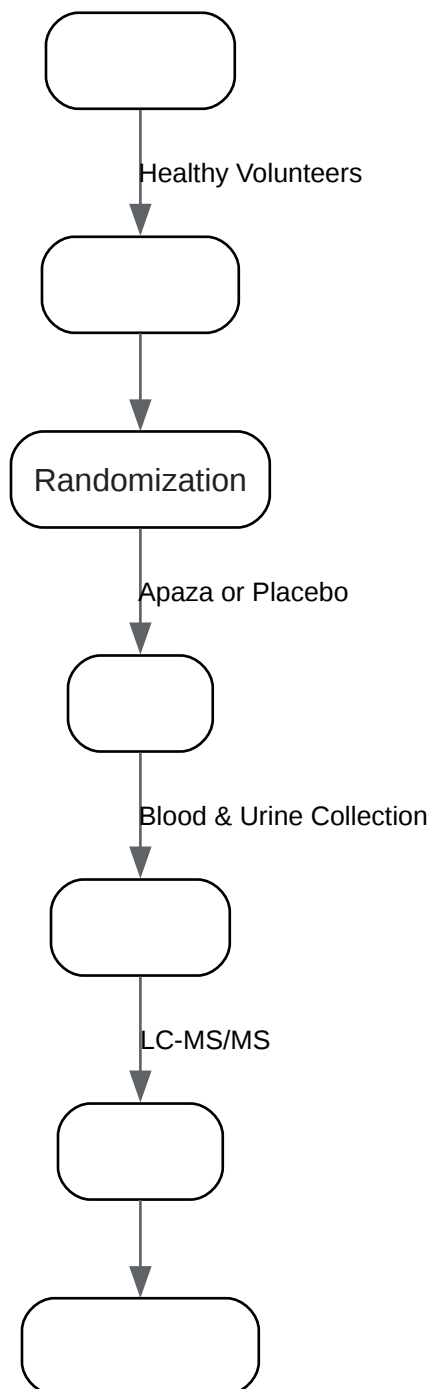 Healthy Volunteers
Randomization
Apaza or Placebo
Blood & Urine Collection
LC-MS/MS